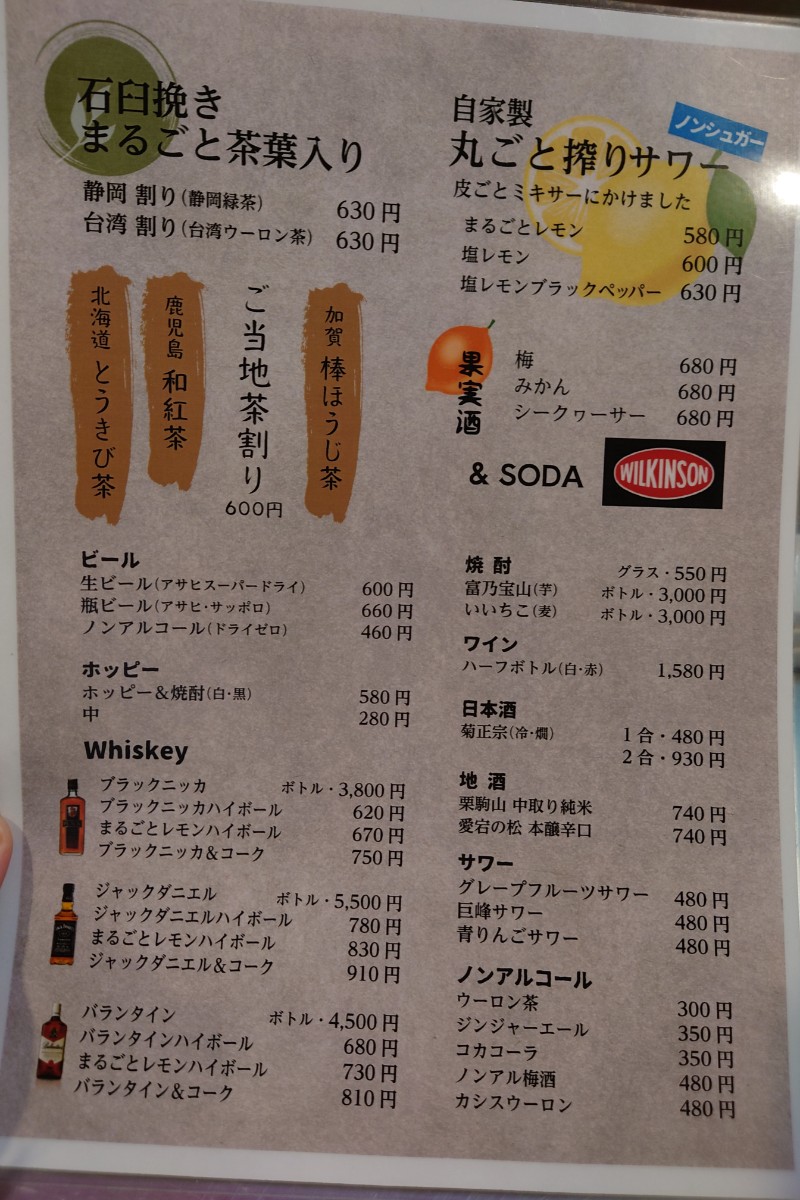 石臼挽き
まるごと茶葉入り
静岡 割り(静岡緑茶) 630円
台湾 割り(台湾ウーロン茶) 630円
ご当地茶割り
600円
加賀 棒ほうじ茶
鹿児島 和紅茶
北海道 とうきび茶
ビール
生ビール(アサヒスーパードライ) 600円
瓶ビール(アサヒ・サッポロ) 660円
ノンアルコール(ドライゼロ) 460円
ホッピー
ホッピー&焼酎(白・黒) 580円
中 280円
Whiskey
ブラックニッカ ボトル・3,800円
ブラックニッカハイボール 620円
まるごとレモンハイボール 670円
ブラックニッカ&コーク 750円
ジャックダニエル ボトル・5,500円
ジャックダニエルハイボール 780円
まるごとレモンハイボール 830円
ジャックダニエル&コーク 910円
バランタイン ボトル・4,500円
バランタインハイボール 680円
まるごとレモンハイボール 730円
バランタイン&コーク 810円
自家製
丸ごと搾りサワー
ノンシュガー
皮ごとミキサーにかけました
まるごとレモン 580円
塩レモン 600円
塩レモンブラックペッパー 630円
果実酒
梅 680円
みかん 680円
シークヮーサー 680円
& SODA WILKINSON
焼酎 グラス・550円
富乃宝山(芋) ボトル・3,000円
いいちこ(麦) ボトル・3,000円
ワイン
ハーフボトル(白・赤) 1,580円
日本酒
菊正宗(冷・燗) 1合・480円
2合・930円
地酒
栗駒山 中取り純米 740円
愛宕の松 本醸辛口 740円
サワー
グレープフルーツサワー 480円
巨峰サワー 480円
青りんごサワー 480円
ノンアルコール
ウーロン茶 300円
ジンジャーエール 350円
コカコーラ 350円
ノンアル梅酒 480円
カシスウーロン 480円